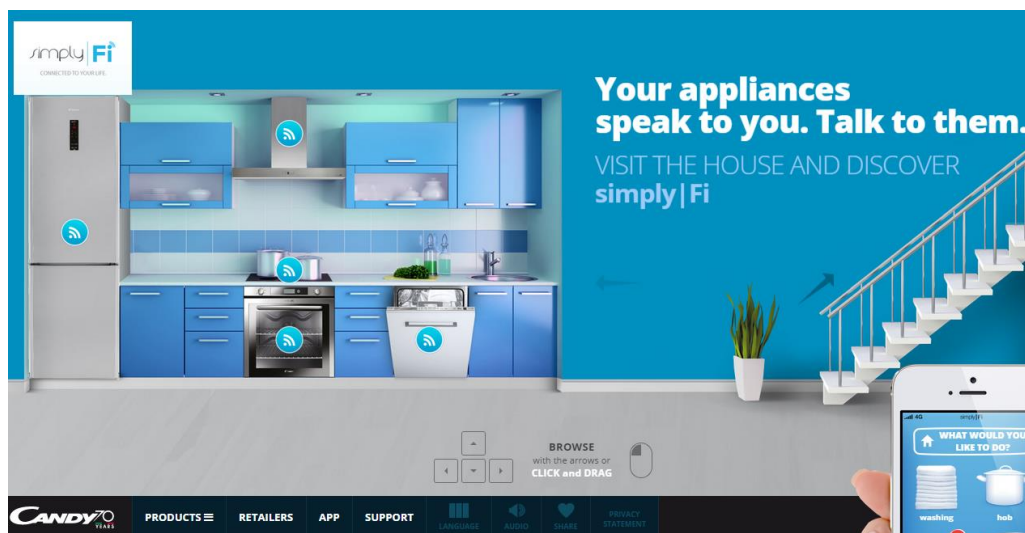 simply|Fi
CONNECTED TO YOUR LIFE
Your appliances
speak to you. Talk to them.
VISIT THE HOUSE AND DISCOVER
simply|Fi
4G simply|Fi
WHAT WOULD YOU
LIKE TO DO?
washing hob
BROWSE
with the arrows or
CLICK and DRAG
CANDY 70
YEARS
PRODUCTS RETAILERS APP SUPPORT LANGUAGE AUDIO SHARE PRIVACY
STATEMENT